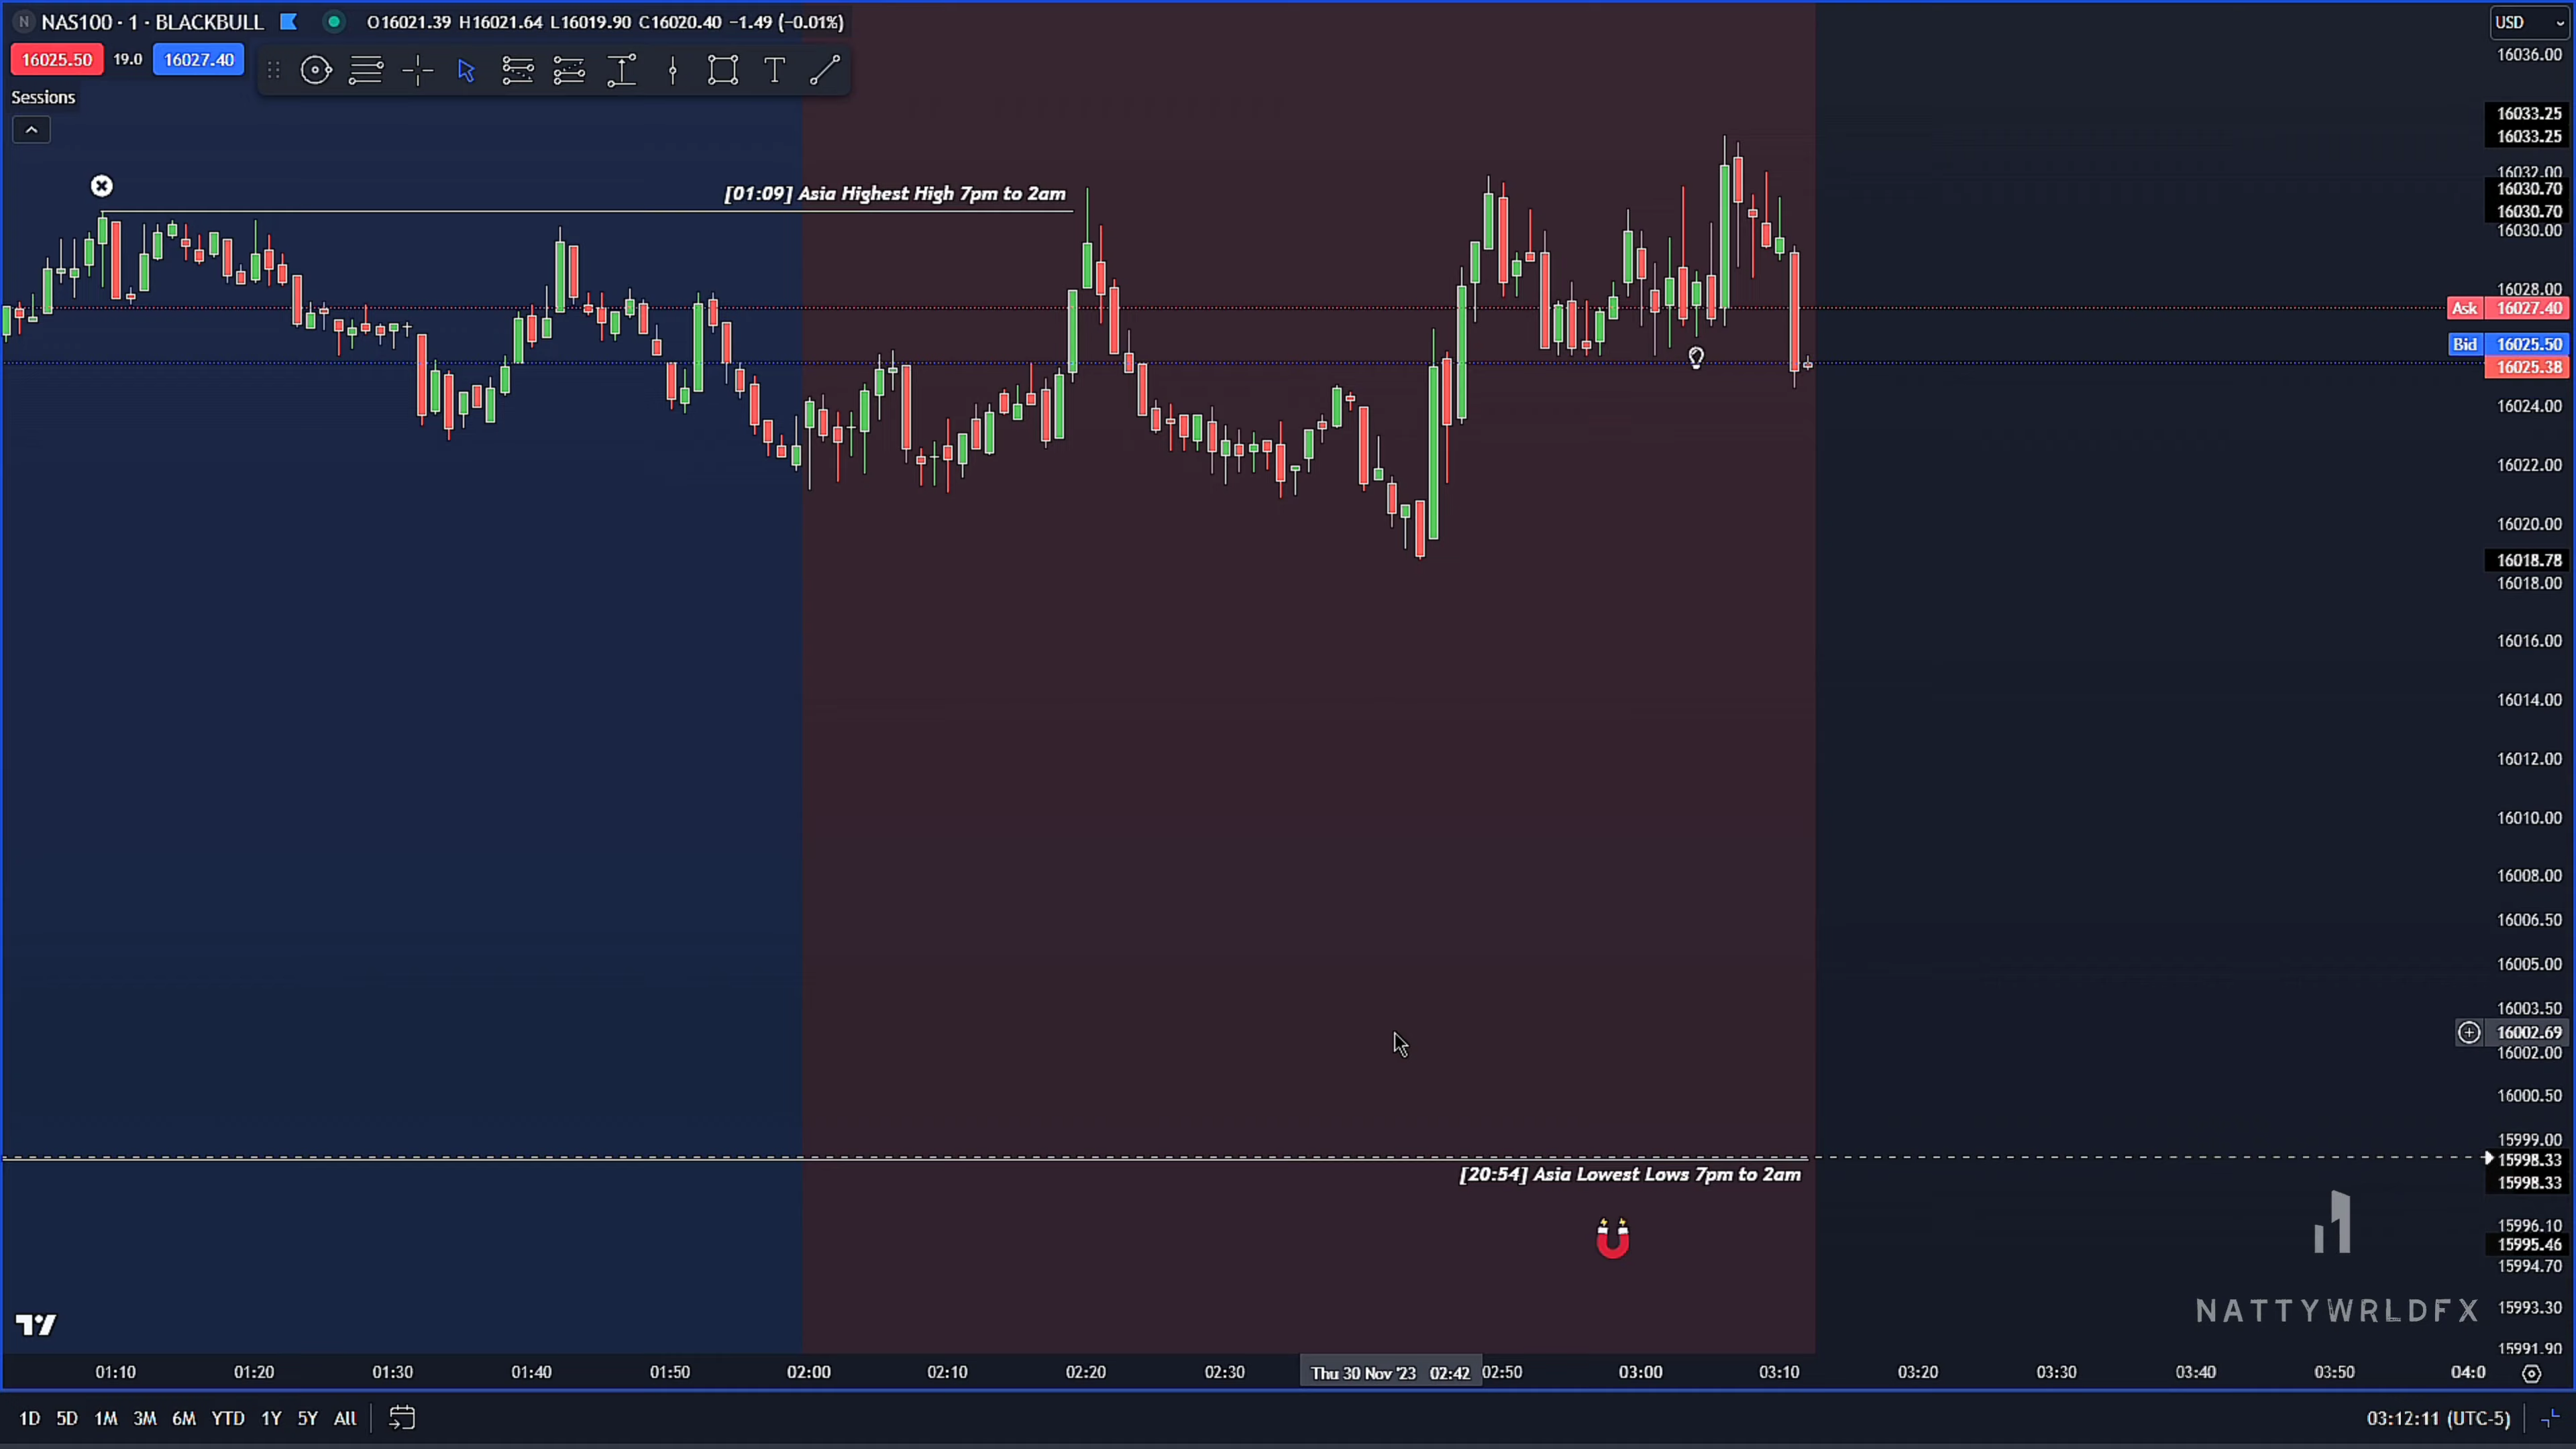 N NAS100 · 1 · BLACKBULL O16021.39 H16021.64 L16019.90 C16020.40 −1.49 (−0.01%)
16025.50 19.0 16027.40
T
Sessions
[01:09] Asia Highest High 7pm to 2am
[20:54] Asia Lowest Lows 7pm to 2am
USD
16036.00
16033.25
16033.25
16032.00
16030.70
16030.70
16030.00
16028.00
Ask 16027.40
Bid 16025.50
16025.38
16024.00
16022.00
16020.00
16018.78
16018.00
16016.00
16014.00
16012.00
16010.00
16008.00
16006.50
16005.00
16003.50
16002.69
16002.00
16000.50
15999.00
15998.33
15998.33
15996.10
15995.46
15994.70
15993.30
15991.90
NATTYWRLDFX
01:10 01:20 01:30 01:40 01:50 02:00 02:10 02:20 02:30 Thu 30 Nov '23 02:42 02:50 03:00 03:10 03:20 03:30 03:40 03:50 04:0
1D 5D 1M 3M 6M YTD 1Y 5Y All 03:12:11 (UTC-5)